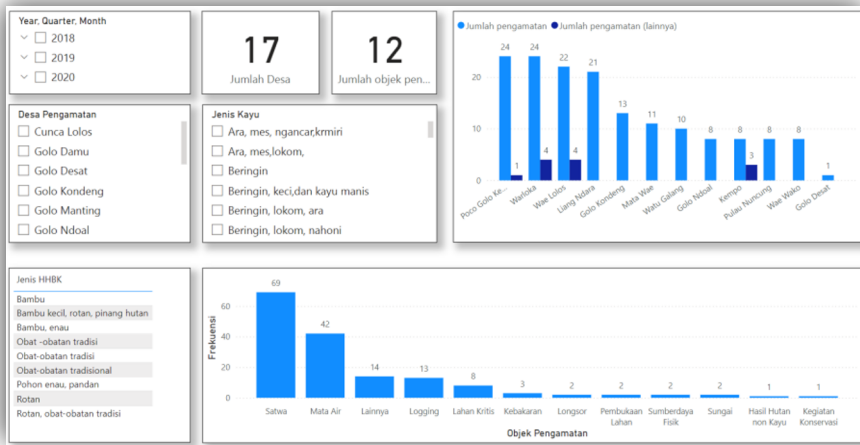 Year, Quarter, Month
2018
2019
2020
17
Jumlah Desa
12
Jumlah objek pen...
Desa Pengamatan
Cunca Lolos
Golo Damu
Golo Desat
Golo Kondeng
Golo Manting
Golo Ndoal
Jenis Kayu
Ara, mes, ngancar,krmiri
Ara, mes,lokom,
Beringin
Beringin, keci,dan kayu manis
Beringin, lokom, ara
Beringin, lokom, nahoni
Jumlah pengamatan Jumlah pengamatan (lainnya)
24 24 22 21 13 11 10 8 8 8 8 1
1 4 4 3
20
10
0
Poco Golo Ke... Warloka Wae Lolos Liang Ndara Golo Kondeng Mata Wae Watu Galang Golo Ndoal Kempo Pulau Nuncung Wae Wako Golo Desat
Jenis HHBK
Bambu
Bambu kecil, rotan, pinang hutan
Bambu, enau
Obat -obatan tradisi
Obat-obatan tradisi
Obat-obatan tradisional
Pohon enau, pandan
Rotan
Rotan, obat-obatan tradisi
Frekuensi
60
40
20
0
69 42 14 13 8 3 2 2 2 2 1 1
Satwa Mata Air Lainnya Logging Lahan Kritis Kebakaran Longsor Pembukaan Sumberdaya Sungai Hasil Hutan Kegiatan
Lahan Fisik non Kayu Konservasi
Objek Pengamatan